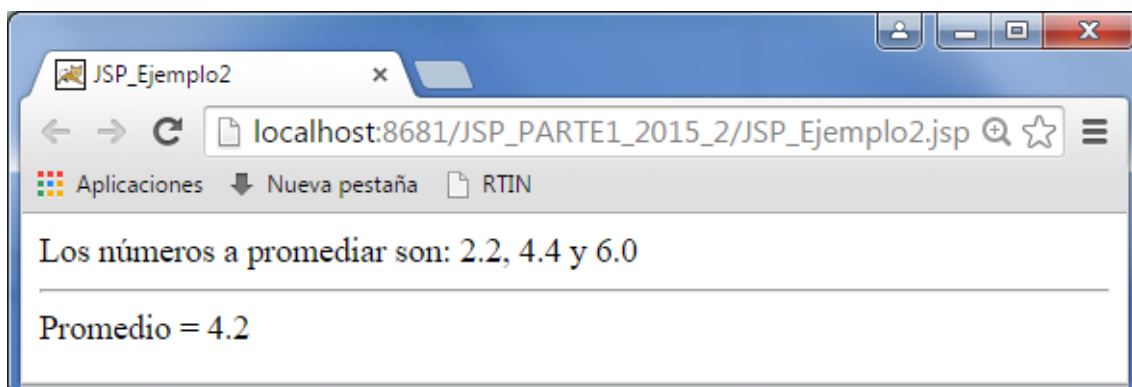 JSP_Ejemplo2
localhost:8681/JSP_PARTE1_2015_2/JSP_Ejemplo2.jsp
Aplicaciones Nueva pestaña RTIN
Los números a promediar son: 2.2, 4.4 y 6.0
Promedio = 4.2